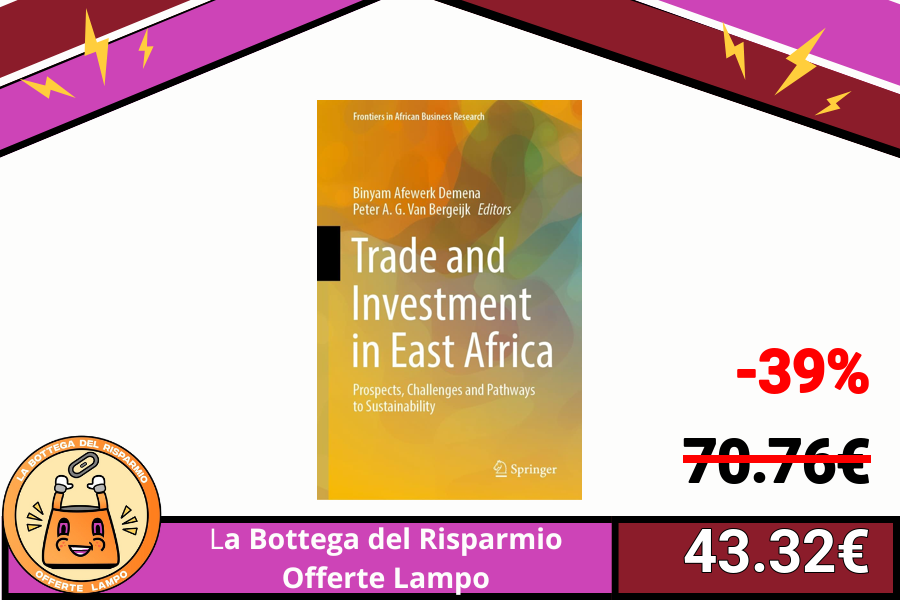 Frontiers in African Business Research
Binyam Afewerk Demena
Peter A. G. Van Bergeijk Editors
Trade and
Investment
in East Africa
Prospects, Challenges and Pathways
to Sustainability
Springer
-39%
70.76€
43.32€
LA BOTTEGA DEL RISPARMIO
OFFERTE LAMPO
La Bottega del Risparmio
Offerte Lampo